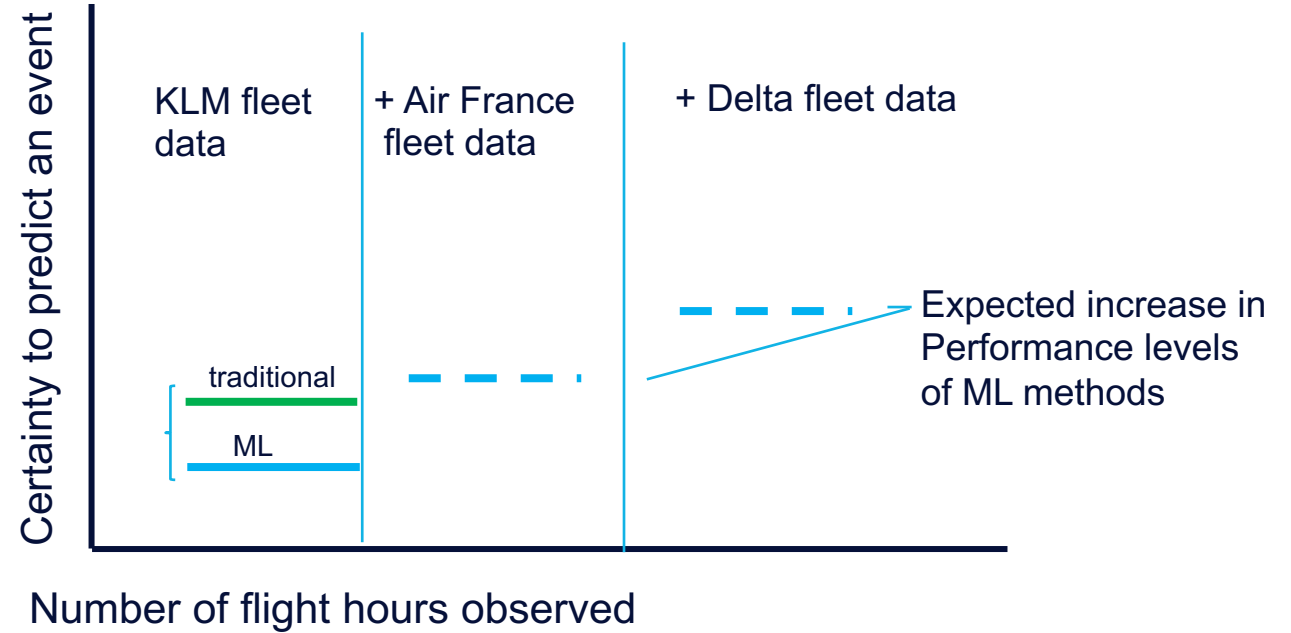 Certainty to predict an event
KLM fleet
data
+ Air France
fleet data
+ Delta fleet data
traditional
ML
Expected increase in
Performance levels
of ML methods
Number of flight hours observed